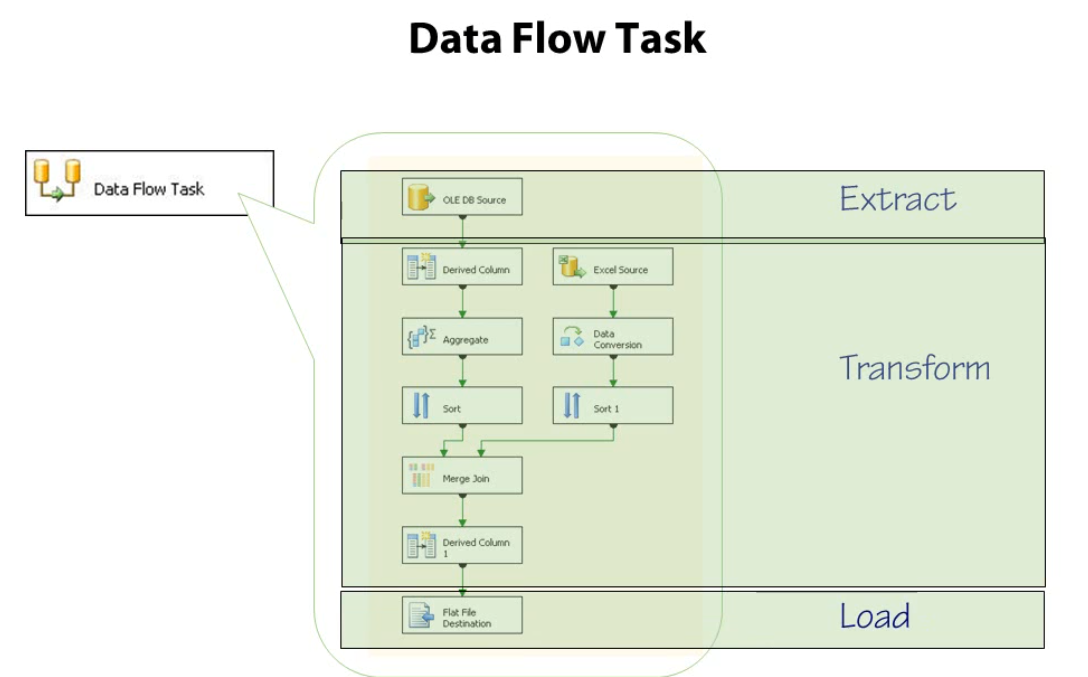 Data Flow Task
Data Flow Task
OLE DB Source
Extract
Derived Column
Excel Source
Aggregate
Data
Conversion
Transform
Sort
Sort 1
Merge Join
Derived Column
1
Flat File
Destination
Load